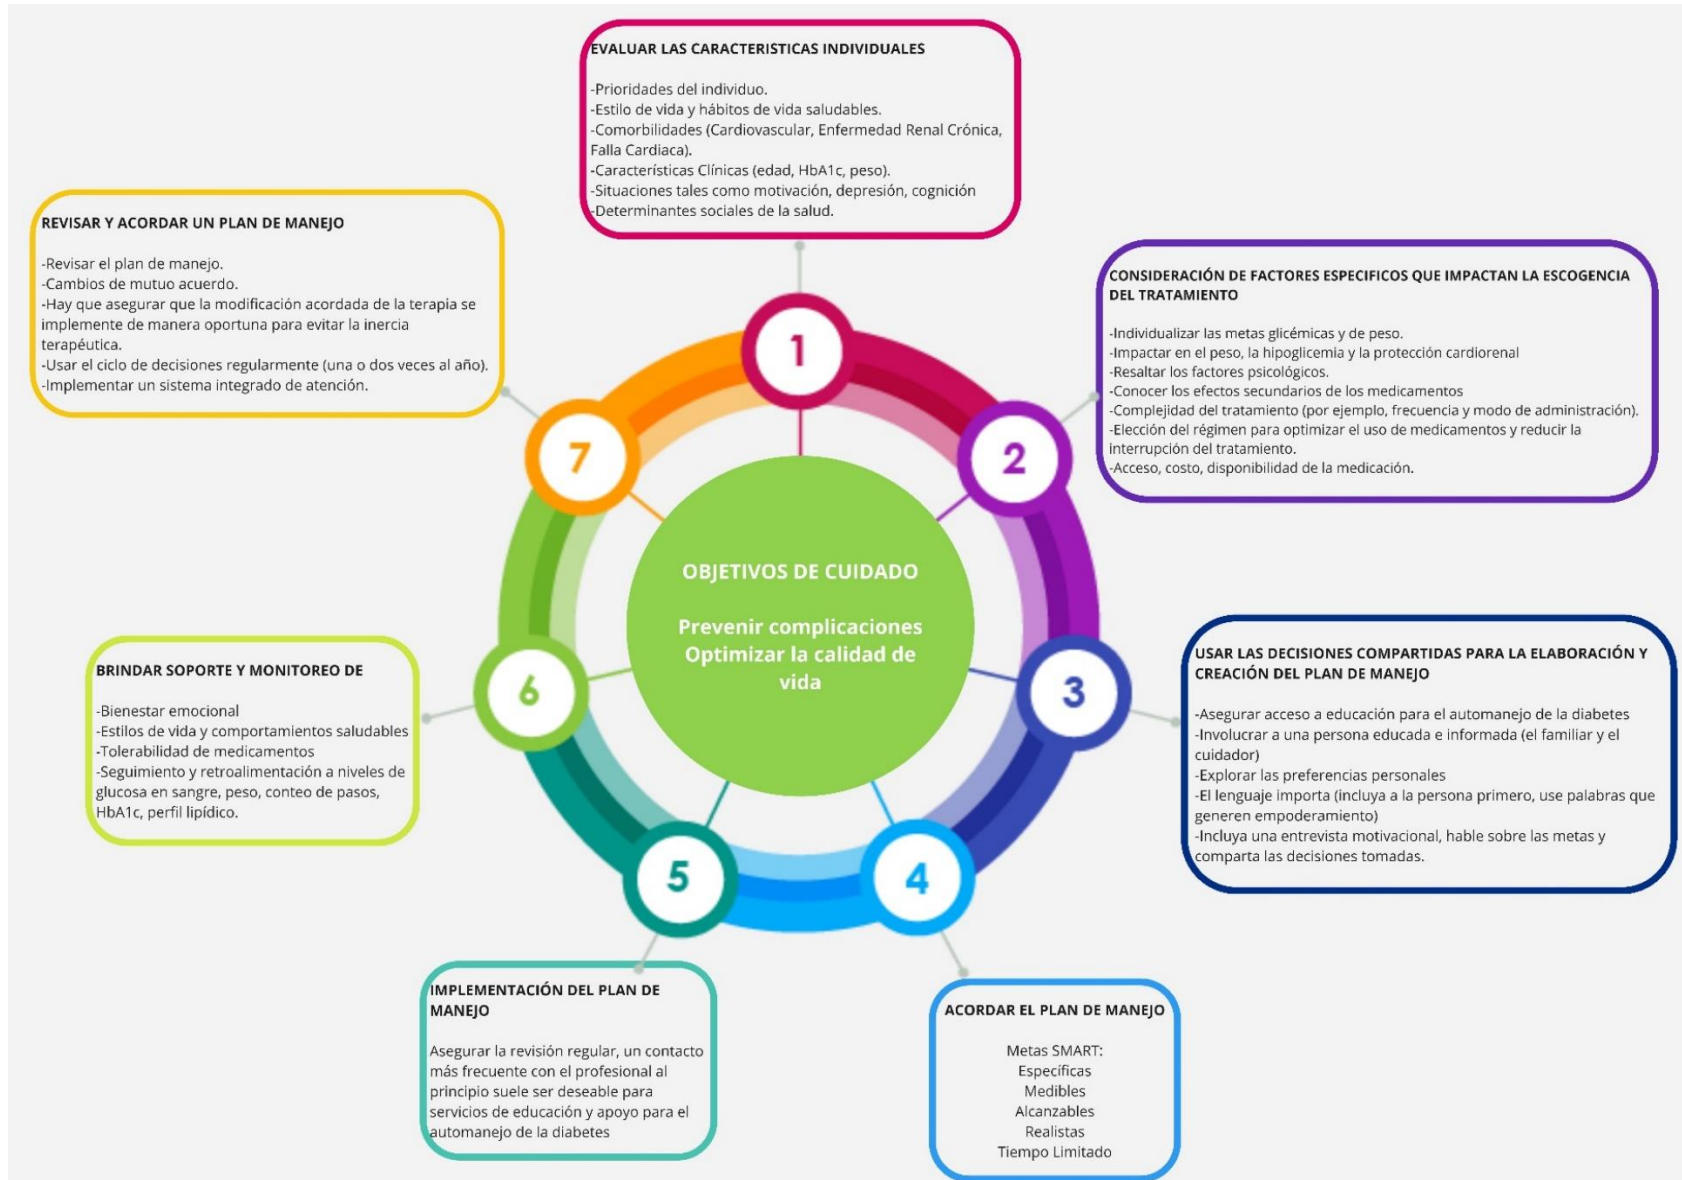 EVALUAR LAS CARACTERISTICAS INDIVIDUALES
-Prioridades del individuo.
-Estilo de vida y hábitos de vida saludables.
-Comorbilidades (Cardiovascular, Enfermedad Renal Crónica,
Falla Cardiaca).
-Características Clínicas (edad, HbA1c, peso).
-Situaciones tales como motivación, depresión, cognición
-Determinantes sociales de la salud.
1
CONSIDERACIÓN DE FACTORES ESPECIFICOS QUE IMPACTAN LA ESCOGENCIA
DEL TRATAMIENTO
-Individualizar las metas glicémicas y de peso.
-Impactar en el peso, la hipoglicemia y la protección cardiorenal
-Resaltar los factores psicológicos.
-Conocer los efectos secundarios de los medicamentos
-Complejidad del tratamiento (por ejemplo, frecuencia y modo de administración).
-Elección del régimen para optimizar el uso de medicamentos y reducir la
interrupción del tratamiento.
-Acceso, costo, disponibilidad de la medicación.
2
USAR LAS DECISIONES COMPARTIDAS PARA LA ELABORACIÓN Y
CREACIÓN DEL PLAN DE MANEJO
-Asegurar acceso a educación para el automanejo de la diabetes
-Involucrar a una persona educada e informada (el familiar y el
cuidador)
-Explorar las preferencias personales
-El lenguaje importa (incluya a la persona primero, use palabras que
generen empoderamiento)
-Incluya una entrevista motivacional, hable sobre las metas y
comparta las decisiones tomadas.
3
ACORDAR EL PLAN DE MANEJO
Metas SMART:
Específicas
Medibles
Alcanzables
Realistas
Tiempo Limitado
4
IMPLEMENTACIÓN DEL PLAN DE
MANEJO
Asegurar la revisión regular, un contacto
más frecuente con el profesional al
principio suele ser deseable para
servicios de educación y apoyo para el
automanejo de la diabetes
5
BRINDAR SOPORTE Y MONITOREO DE
-Bienestar emocional
-Estilos de vida y comportamientos saludables
-Tolerabilidad de medicamentos
-Seguimiento y retroalimentación a niveles de
glucosa en sangre, peso, conteo de pasos,
HbA1c, perfil lipídico.
6
REVISAR Y ACORDAR UN PLAN DE MANEJO
-Revisar el plan de manejo.
-Cambios de mutuo acuerdo.
-Hay que asegurar que la modificación acordada de la terapia se
implemente de manera oportuna para evitar la inercia
terapéutica.
-Usar el ciclo de decisiones regularmente (una o dos veces al año).
-Implementar un sistema integrado de atención.
7
OBJETIVOS DE CUIDADO
Prevenir complicaciones
Optimizar la calidad de
vida